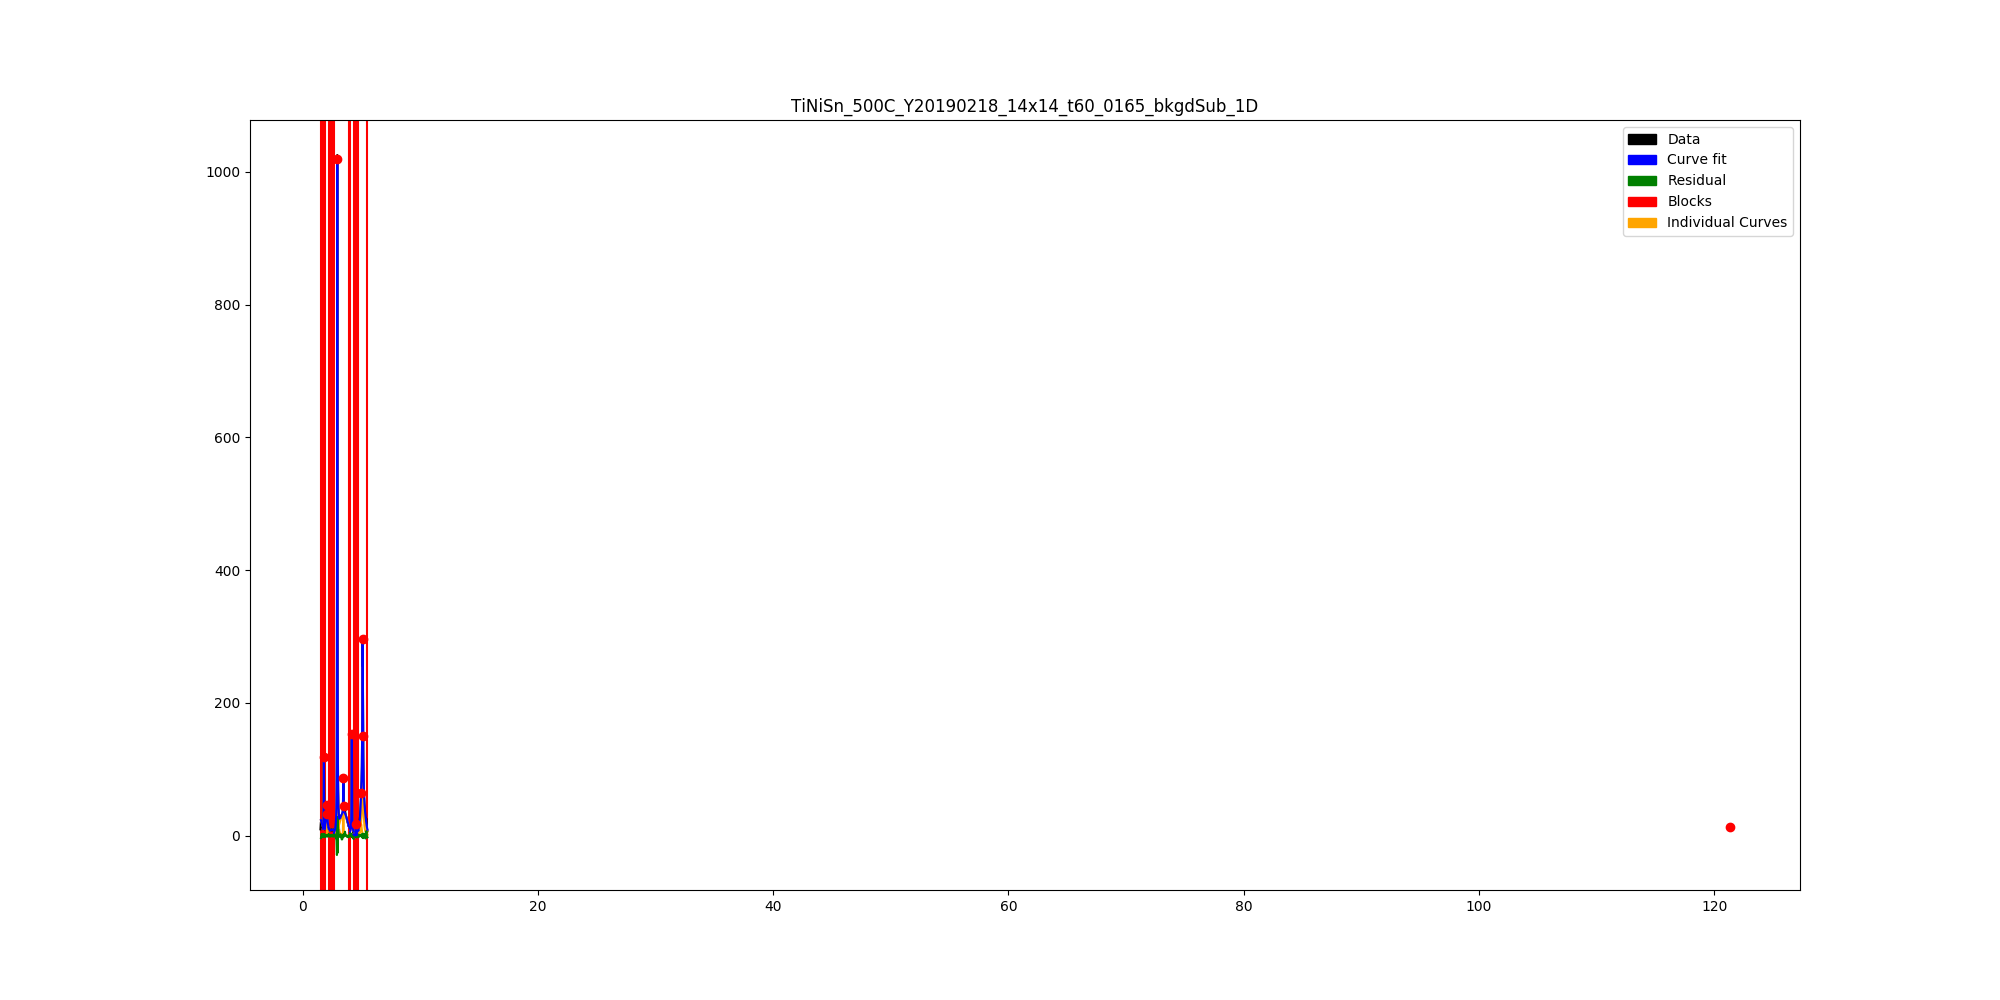 TiNiSn_500C_Y20190218_14x14_t60_0165_bkgdSub_1D
Data
Curve fit
Residual
Blocks
Individual Curves
1000
800
600
400
200
0
0 20 40 60 80 100 120